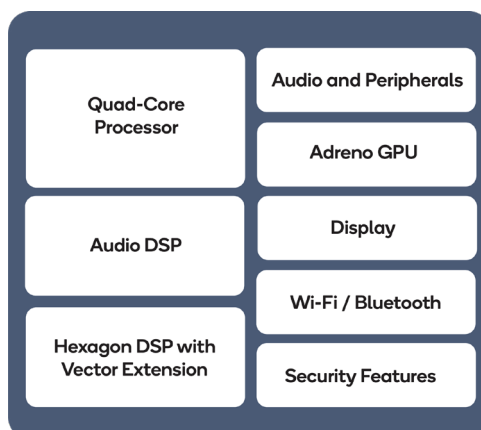 Quad-Core
Processor
Audio DSP
Hexagon DSP with
Vector Extension
Audio and Peripherals
Adreno GPU
Display
Wi-Fi / Bluetooth
Security Features